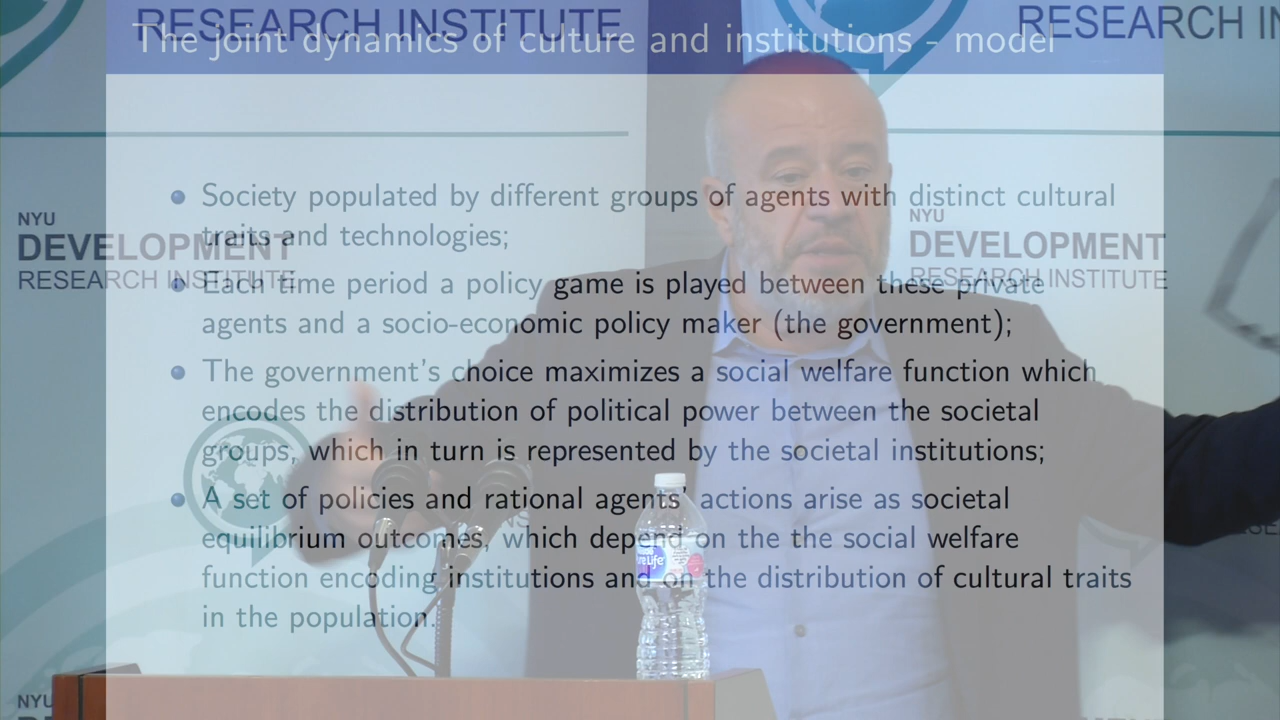 RESEARCH INSTITUTE
RESEARCH IN
The joint dynamics of culture and institutions - model
Society populated by different groups of agents with distinct cultural
traits and technologies;
Each time period a policy game is played between these private
agents and a socio-economic policy maker (the government);
The government's choice maximizes a social welfare function which
encodes the distribution of political power between the societal
groups, which in turn is represented by the societal institutions;
A set of policies and rational agents' actions arise as societal
equilibrium outcomes, which depend on the the social welfare
function encoding institutions and on the distribution of cultural traits
in the population.
NYU
DEVELOPMENT
RESEARCH INSTITUTE
NYU
DEVELOPMENT
RESEARCH INSTITUTE
NYU